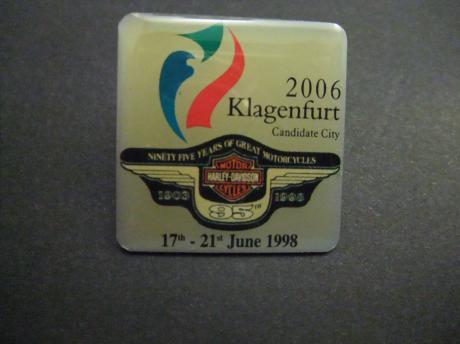 2006
Klagenfurt
Candidate City
NINETY FIVE YEARS OF GREAT MOTORCYCLES
MOTOR
HARLEY-DAVIDSON
CYCLES
1903 1998
95TH
17th - 21st June 1998